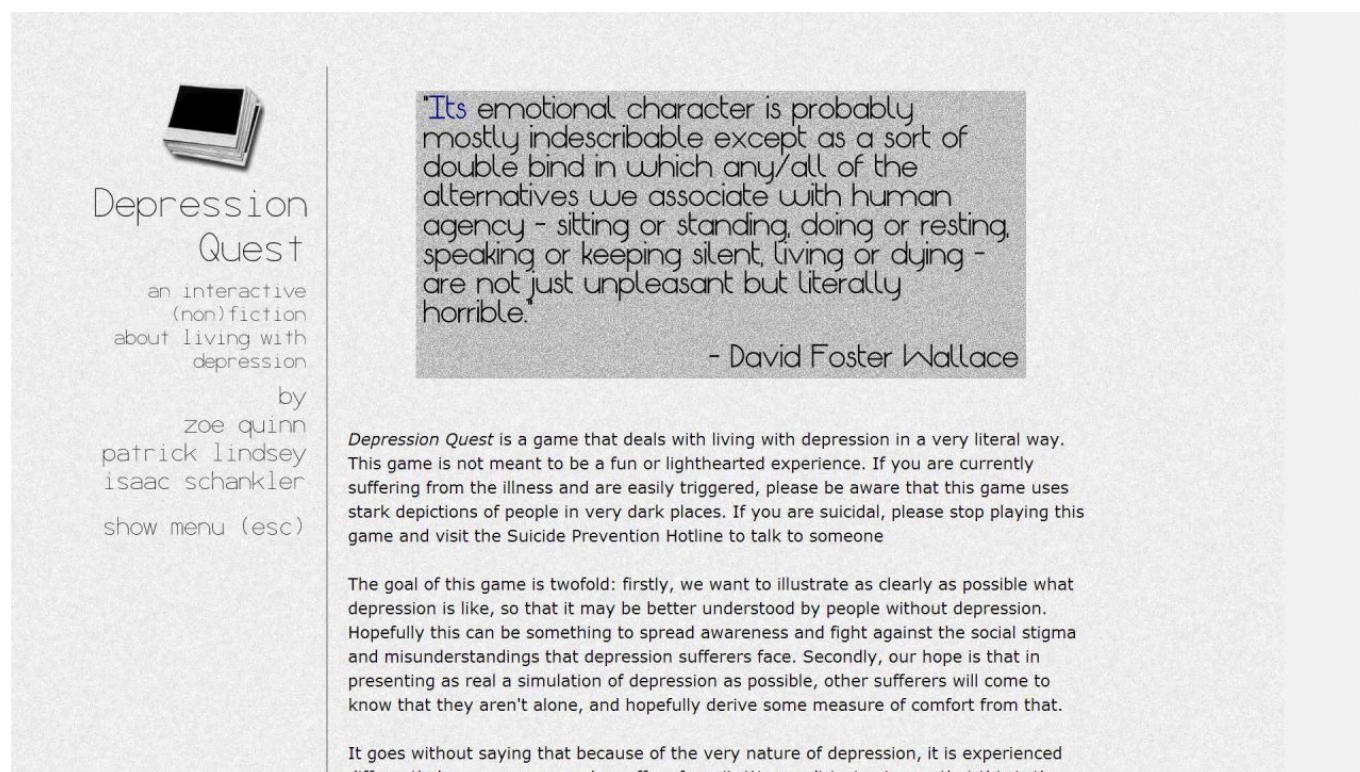 Depression
Quest
an interactive
(non)fiction
about living with
depression
by
zoe quinn
patrick lindsey
isaac schankler
show menu (esc)
"Its emotional character is probably
mostly indescribable except as a sort of
double bind in which any/all of the
alternatives we associate with human
agency - sitting or standing, doing or resting,
speaking or keeping silent, living or dying -
are not just unpleasant but literally
horrible."
- David Foster Wallace
Depression Quest is a game that deals with living with depression in a very literal way.
This game is not meant to be a fun or lighthearted experience. If you are currently
suffering from the illness and are easily triggered, please be aware that this game uses
stark depictions of people in very dark places. If you are suicidal, please stop playing this
game and visit the Suicide Prevention Hotline to talk to someone
The goal of this game is twofold: firstly, we want to illustrate as clearly as possible what
depression is like, so that it may be better understood by people without depression.
Hopefully this can be something to spread awareness and fight against the social stigma
and misunderstandings that depression sufferers face. Secondly, our hope is that in
presenting as real a simulation of depression as possible, other sufferers will come to
know that they aren't alone, and hopefully derive some measure of comfort from that.
It goes without saying that because of the very nature of depression, it is experienced